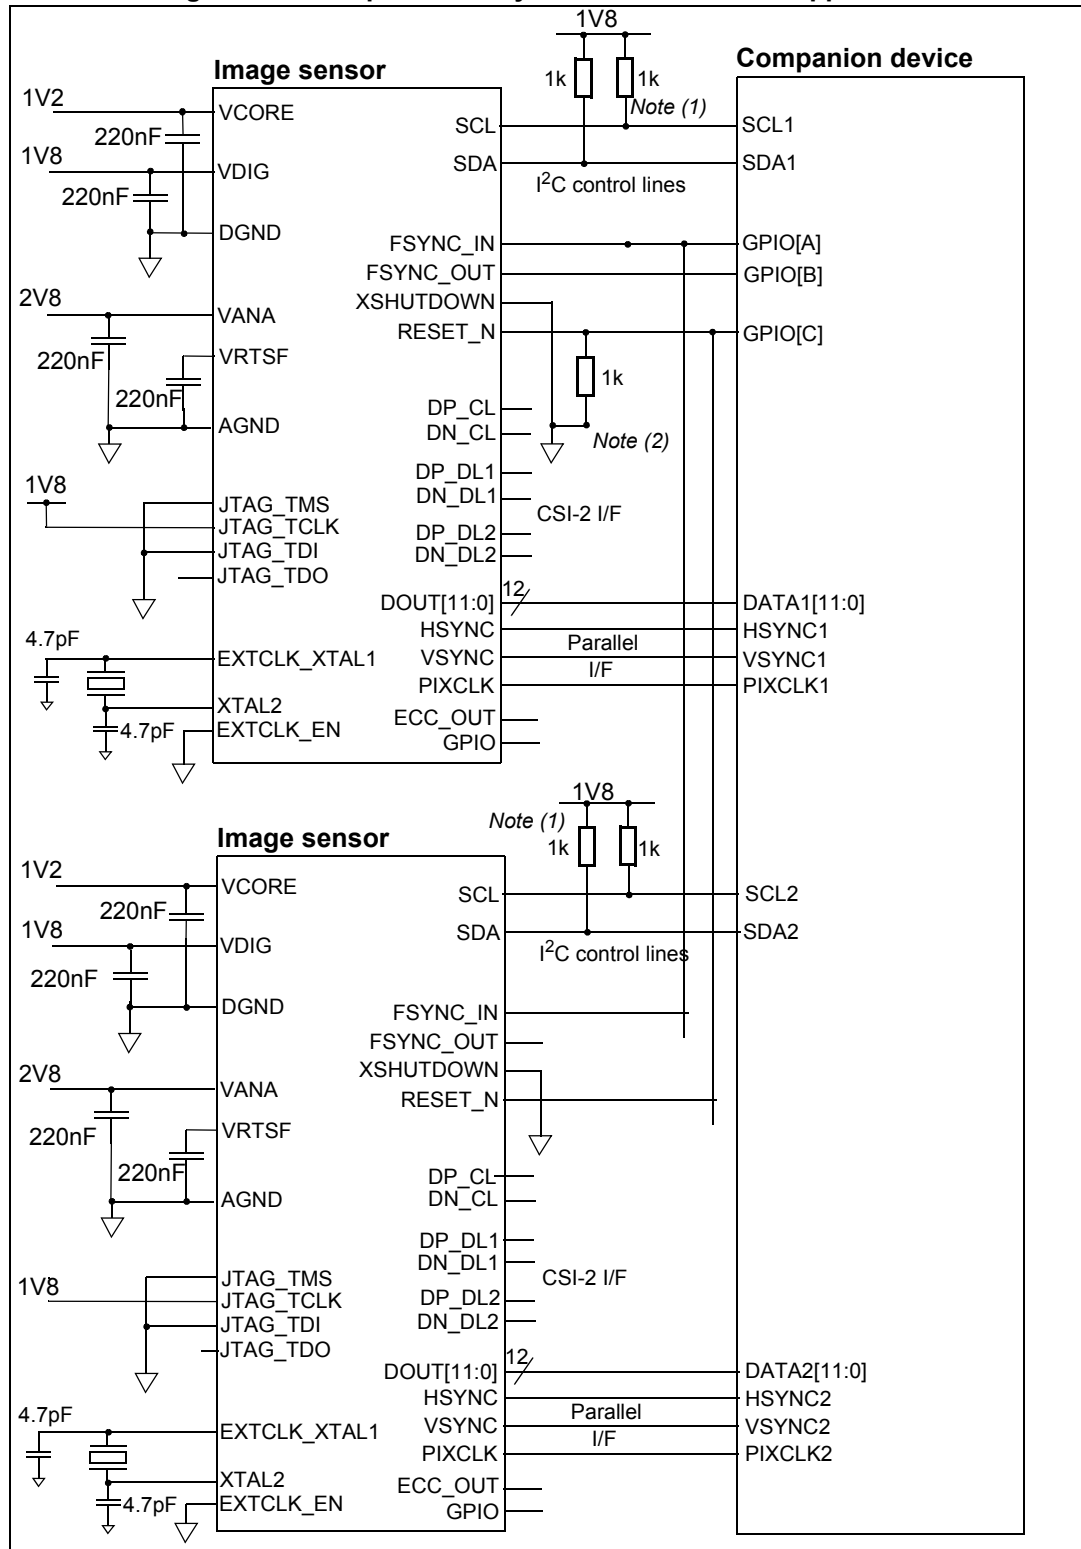 1V8
Companion device
Image sensor
1k
1k
Note (1)
1V2
VCORE
220nF
SCL
SCL1
1V8
VDIG
220nF
SDA
SDA1
I2C control lines
DGND
FSYNC_IN
GPIO[A]
FSYNC_OUT
GPIO[B]
2V8
VANA
XSHUTDOWN
RESET_N
GPIO[C]
220nF
VRTSF
220nF
1k
AGND
DP_CL
DN_CL
Note (2)
1V8
DP_DL1
DN_DL1
CSI-2 I/F
DP_DL2
DN_DL2
JTAG_TMS
JTAG_TCLK
JTAG_TDI
JTAG_TDO
DOUT[11:0]
12
DATA1[11:0]
HSYNC
HSYNC1
4.7pF
EXTCLK_XTAL1
VSYNC
Parallel
I/F
VSYNC1
PIXCLK
PIXCLK1
XTAL2
4.7pF
EXTCLK_EN
ECC_OUT
GPIO
1V8
Note (1)
Image sensor
1k
1k
1V2
VCORE
220nF
SCL
SCL2
1V8
VDIG
220nF
SDA
SDA2
I2C control lines
DGND
FSYNC_IN
FSYNC_OUT
2V8
VANA
XSHUTDOWN
RESET_N
220nF
VRTSF
220nF
AGND
DP_CL
DN_CL
DP_DL1
DN_DL1
CSI-2 I/F
DP_DL2
DN_DL2
1V8
JTAG_TMS
JTAG_TCLK
JTAG_TDI
JTAG_TDO
DOUT[11:0]
12
DATA2[11:0]
HSYNC
HSYNC2
4.7pF
EXTCLK_XTAL1
VSYNC
Parallel
I/F
VSYNC2
PIXCLK
PIXCLK2
XTAL2
4.7pF
EXTCLK_EN
ECC_OUT
GPIO